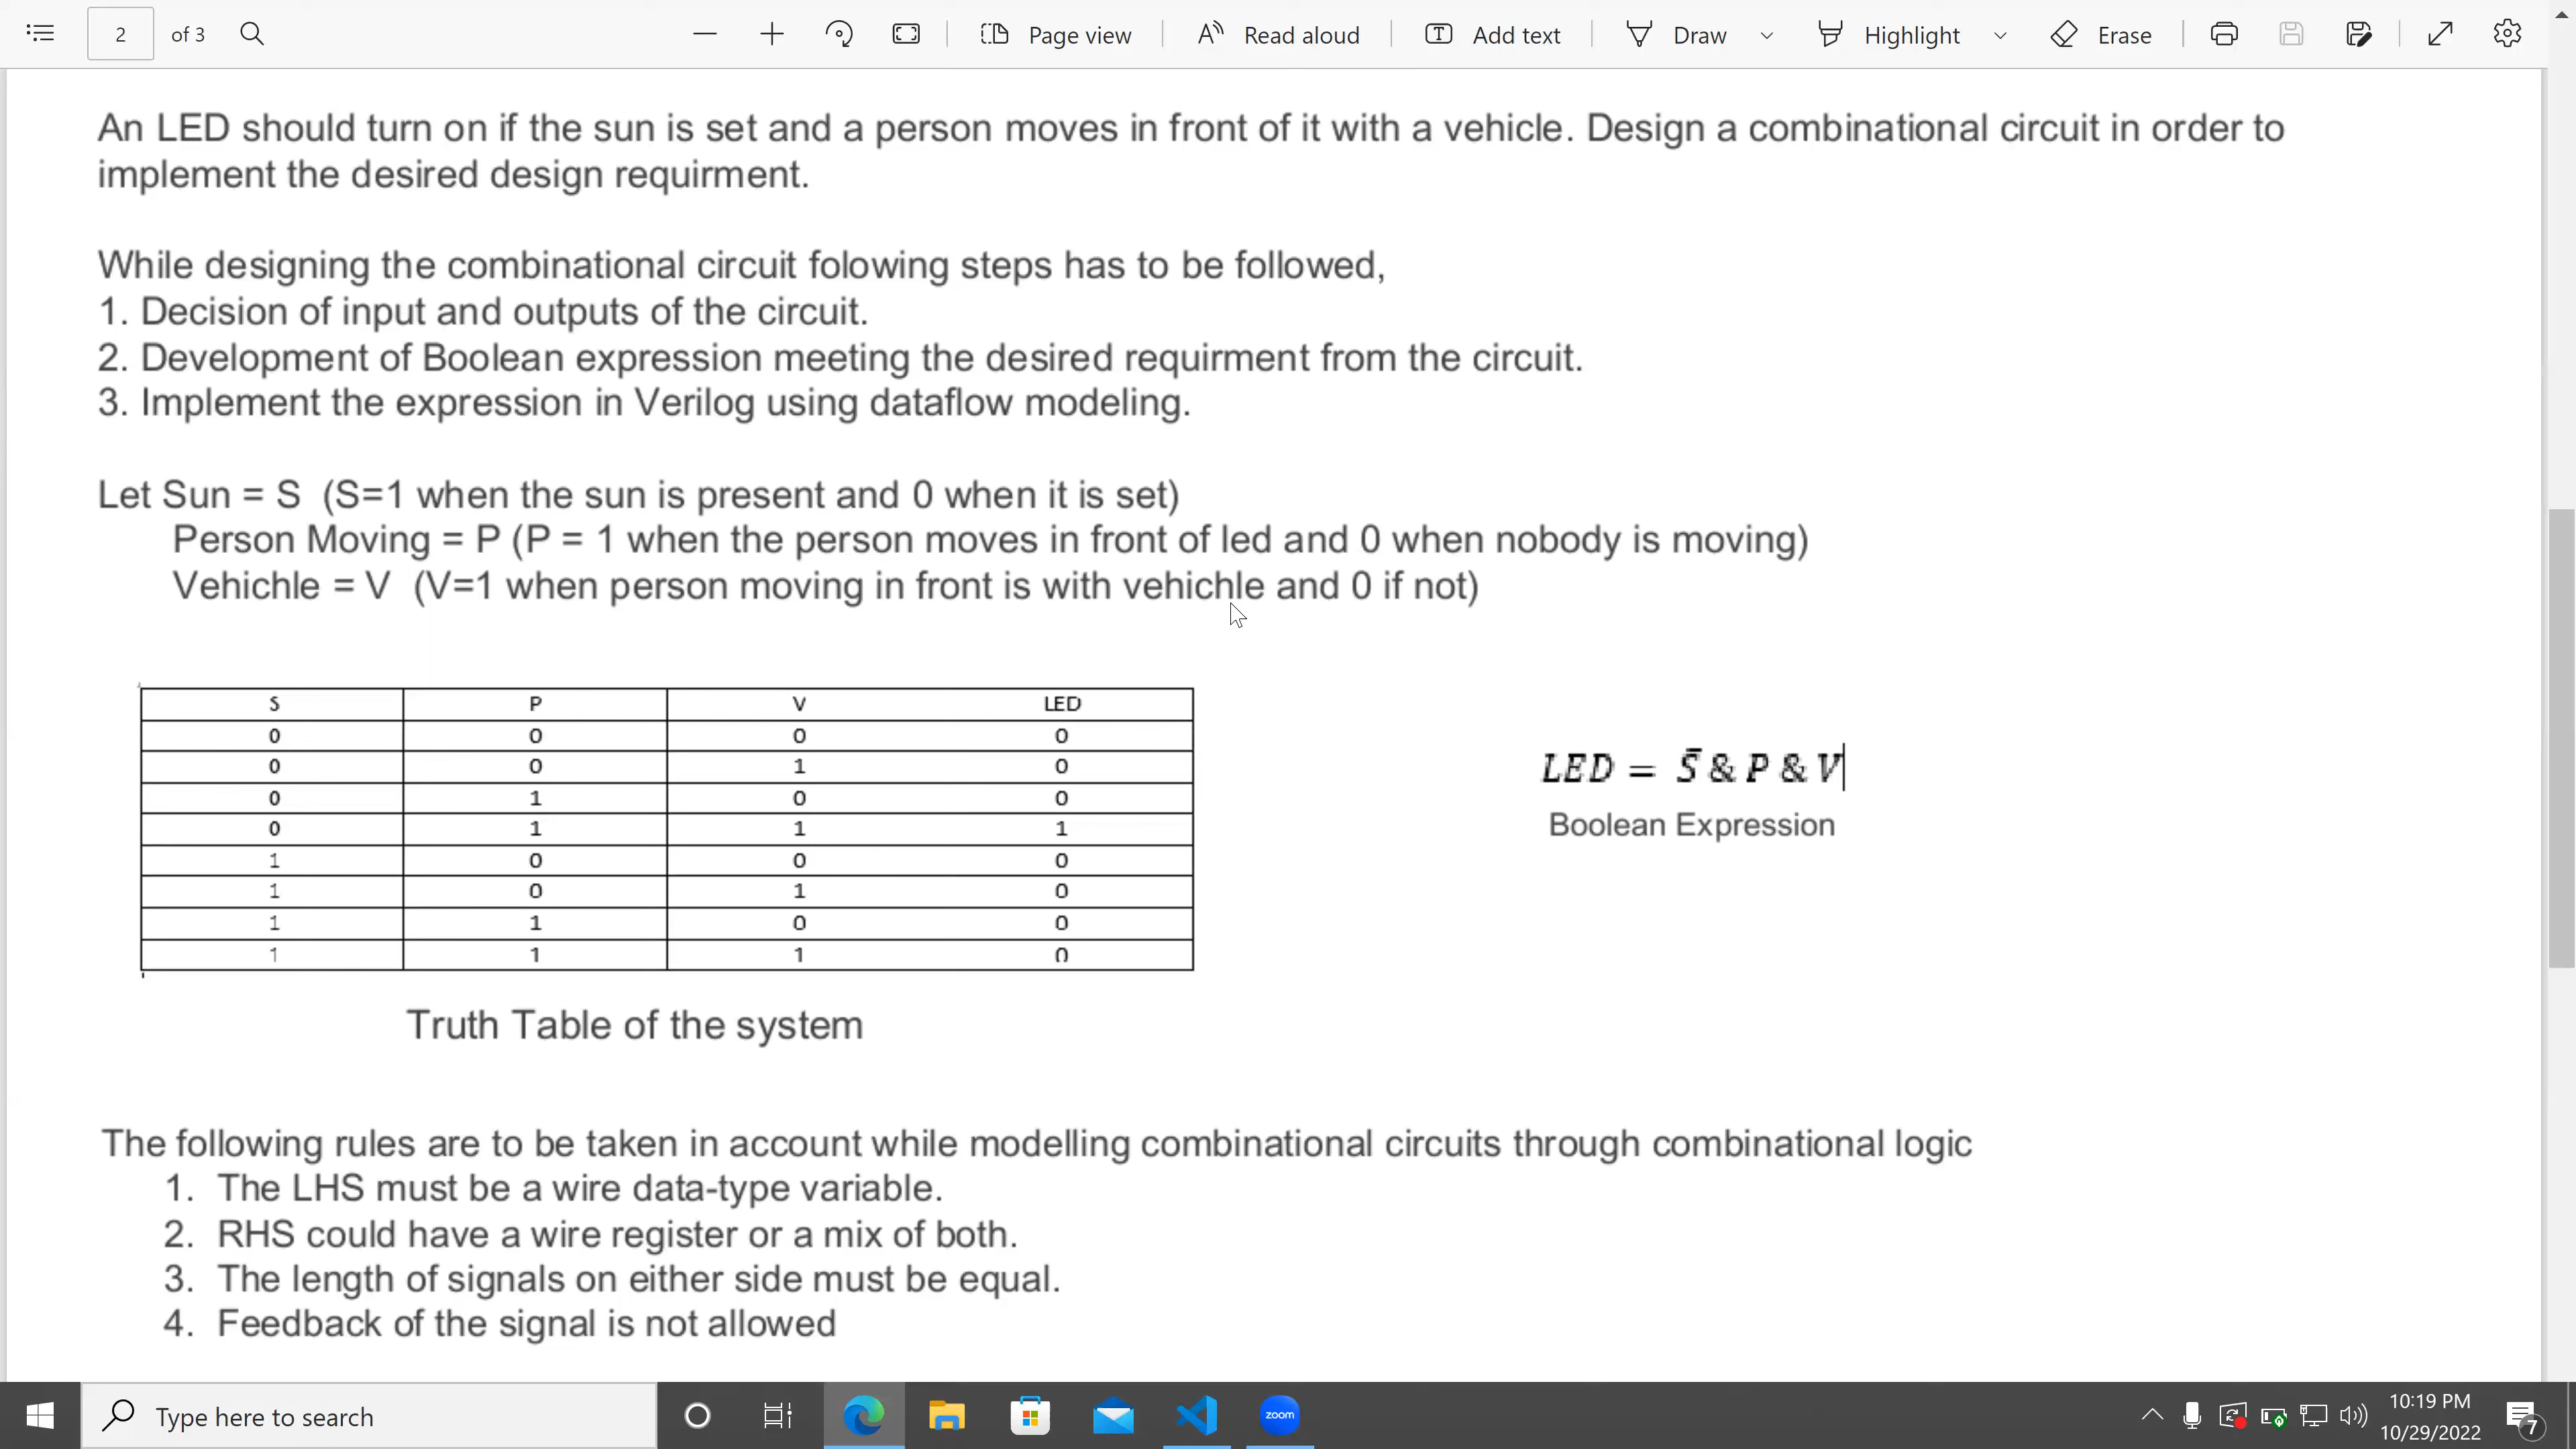 2 of 3 Page view Read aloud Add text Draw Highlight Erase
An LED should turn on if the sun is set and a person moves in front of it with a vehicle. Design a combinational circuit in order to
implement the desired design requirment.
While designing the combinational circuit folowing steps has to be followed,
1. Decision of input and outputs of the circuit.
2. Development of Boolean expression meeting the desired requirment from the circuit.
3. Implement the expression in Verilog using dataflow modeling.
Let Sun = S (S=1 when the sun is present and 0 when it is set)
Person Moving = P (P = 1 when the person moves in front of led and 0 when nobody is moving)
Vehichle = V (V=1 when person moving in front is with vehichle and 0 if not)
S P V LED
0 0 0 0
0 0 1 0
0 1 0 0
0 1 1 1
1 0 0 0
1 0 1 0
1 1 0 0
1 1 1 0
Truth Table of the system
LED = S̄ & P & V
Boolean Expression
The following rules are to be taken in account while modelling combinational circuits through combinational logic
1. The LHS must be a wire data-type variable.
2. RHS could have a wire register or a mix of both.
3. The length of signals on either side must be equal.
4. Feedback of the signal is not allowed
Type here to search
zoom
10:19 PM
10/29/2022
7